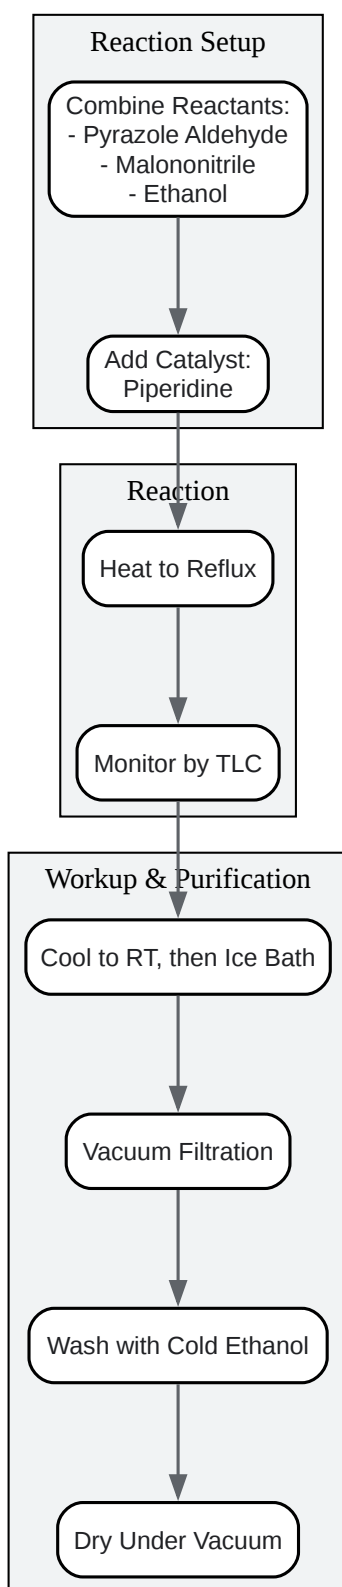 Reaction Setup
Combine Reactants:
- Pyrazole Aldehyde
- Malononitrile
- Ethanol
Add Catalyst:
Piperidine
Reaction
Heat to Reflux
Monitor by TLC
Workup & Purification
Cool to RT, then Ice Bath
Vacuum Filtration
Wash with Cold Ethanol
Dry Under Vacuum